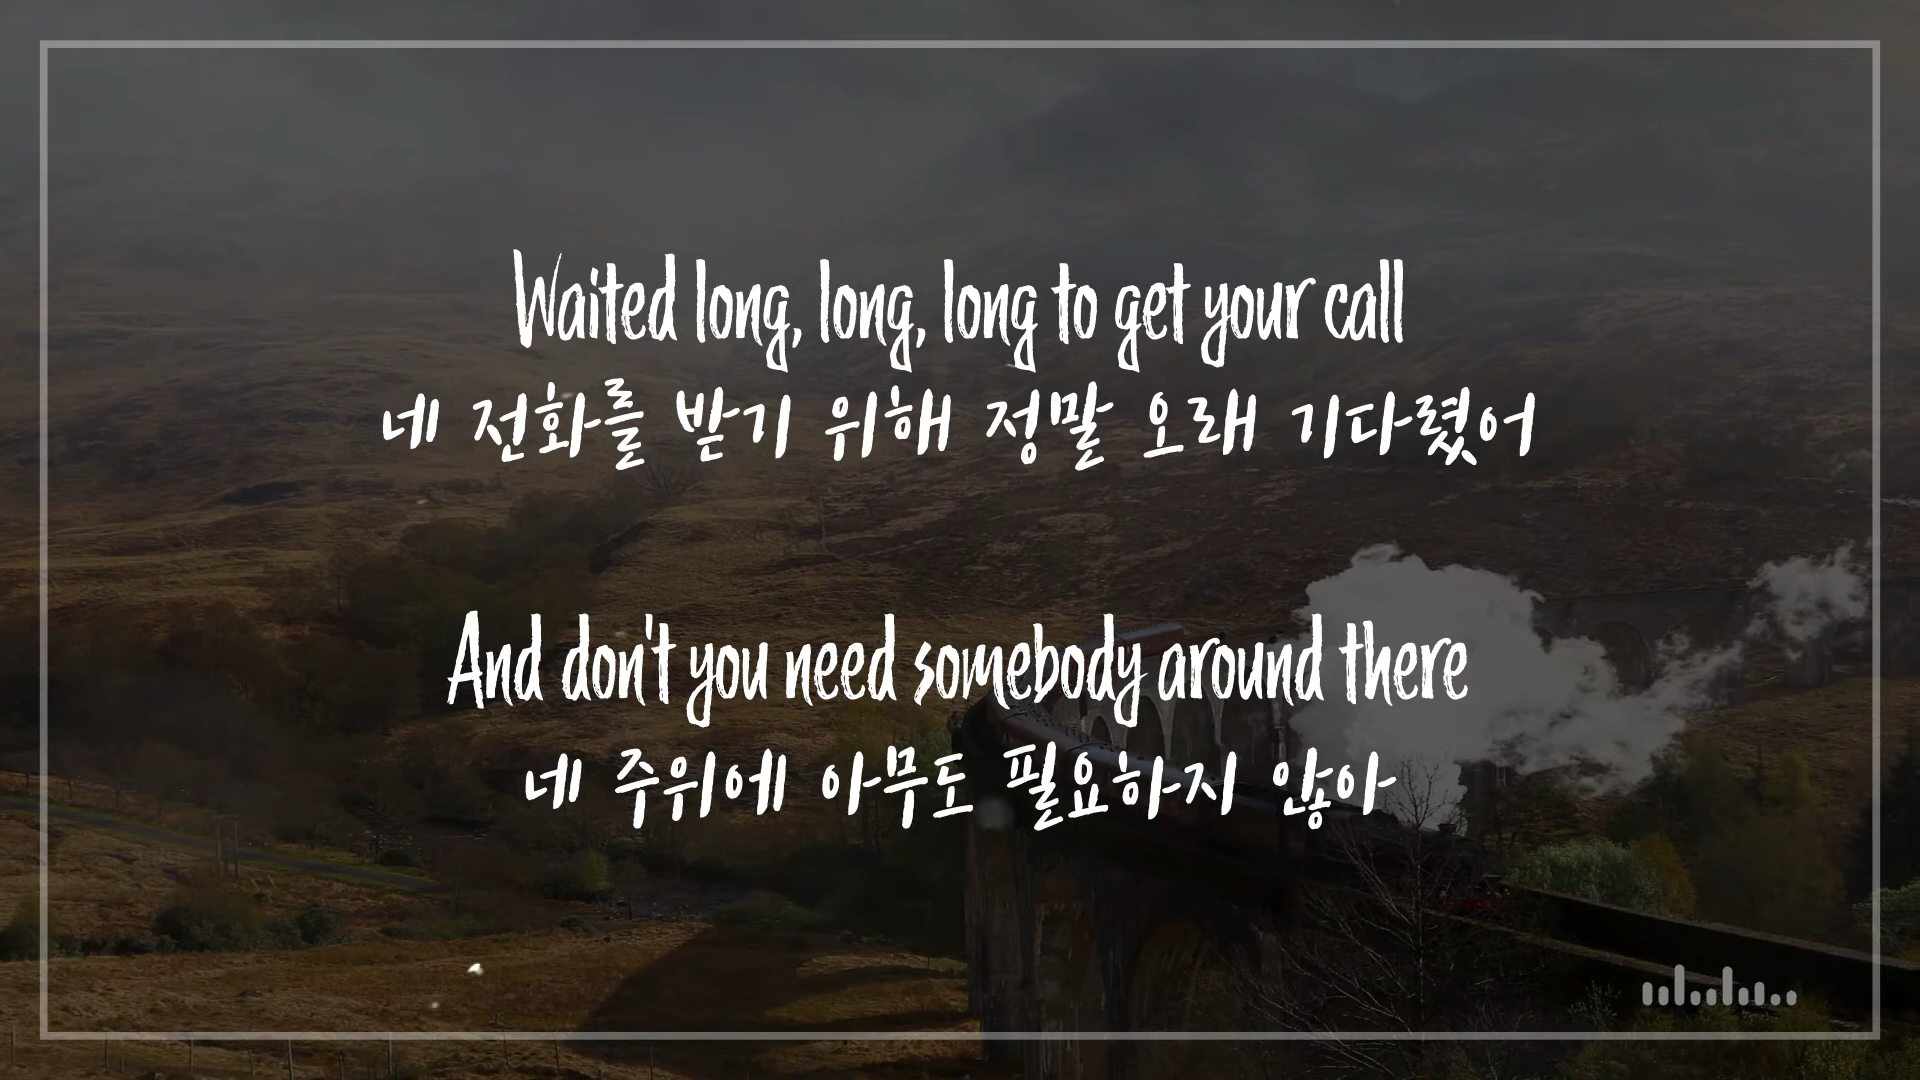 Waited long, long, long to get your call
네 전화를 받기 위해 정말 오래 기다렸어
And don't you need somebody around there
네 주위에 아무도 필요하지 않아